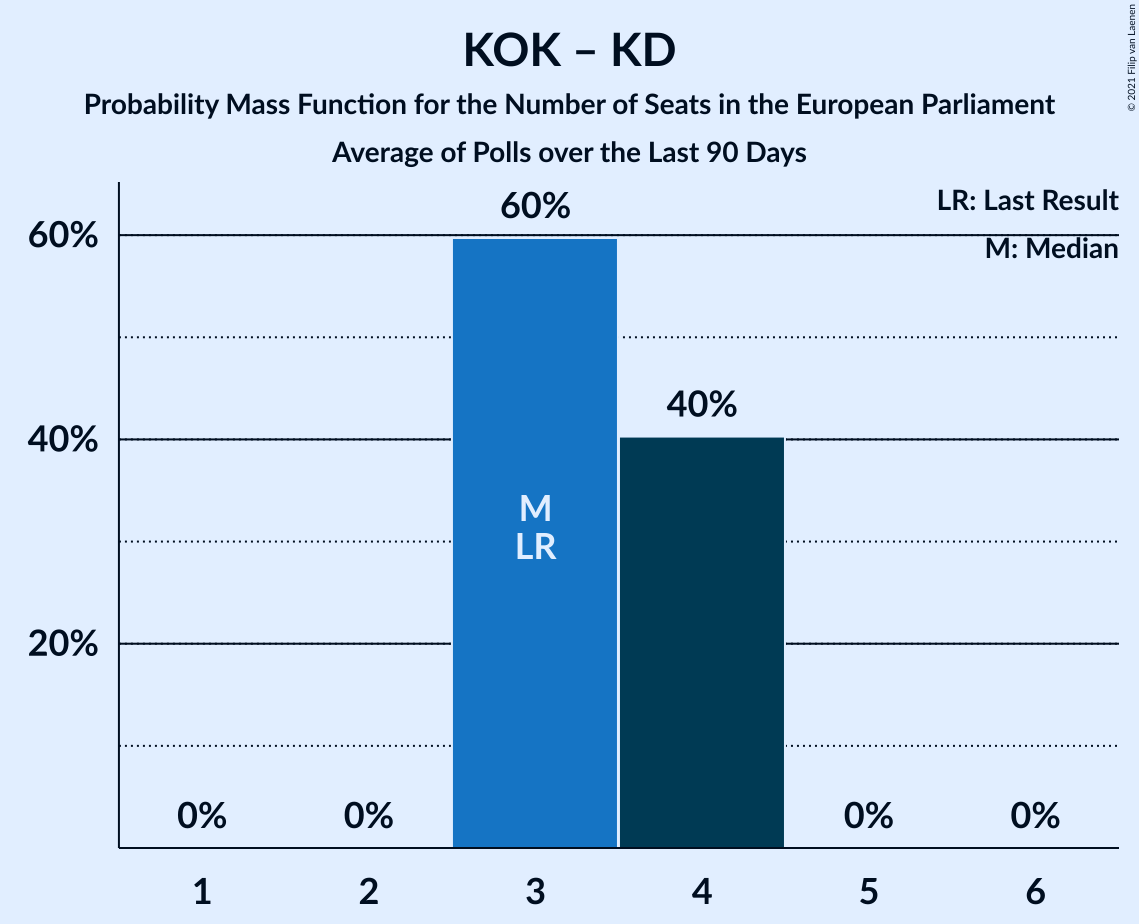 KOK – KD
Probability Mass Function for the Number of Seats in the European Parliament
Average of Polls over the Last 90 Days
© 2021 Filip van Laenen
LR: Last Result
M: Median
60%
40%
20%
0%
0%
60%
40%
0%
0%
M
LR
1
2
3
4
5
6